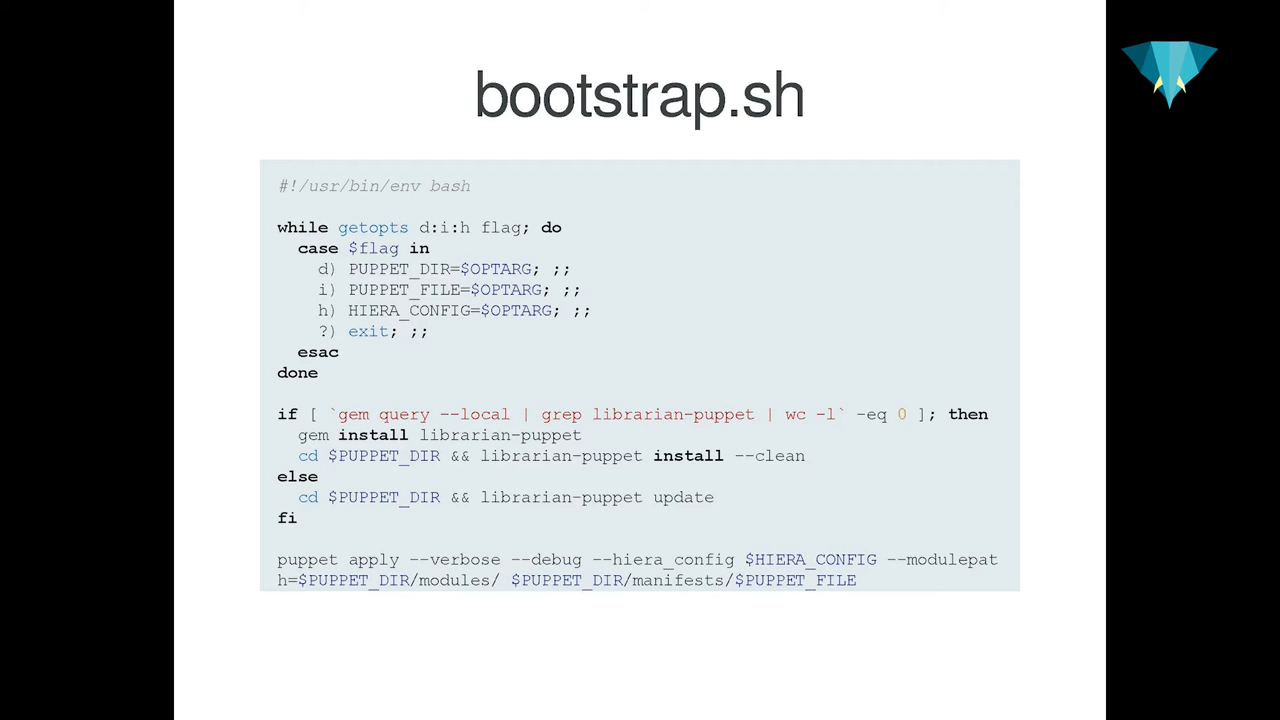 bootstrap.sh
#!/usr/bin/env bash
while getopts d:i:h flag; do
  case $flag in
    d) PUPPET_DIR=$OPTARG; ;;
    i) PUPPET_FILE=$OPTARG; ;;
    h) HIERA_CONFIG=$OPTARG; ;;
    ?) exit; ;;
  esac
done
if [ `gem query --local | grep librarian-puppet | wc -l` -eq 0 ]; then
  gem install librarian-puppet
  cd $PUPPET_DIR && librarian-puppet install --clean
else
  cd $PUPPET_DIR && librarian-puppet update
fi
puppet apply --verbose --debug --hiera_config $HIERA_CONFIG --modulepat
h=$PUPPET_DIR/modules/ $PUPPET_DIR/manifests/$PUPPET_FILE